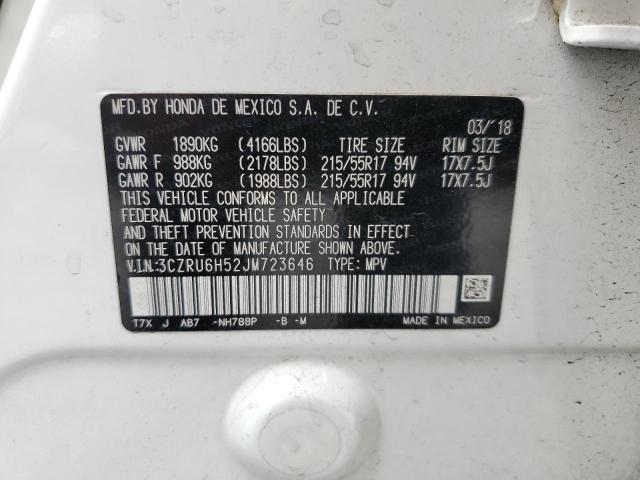 MFD.BY HONDA DE MEXICO S.A. DE C.V.
03/'18
GVWR 1890KG (4166LBS) TIRE SIZE RIM SIZE
GAWR F 988KG (2178LBS) 215/55R17 94V 17X7.5J
GAWR R 902KG (1988LBS) 215/55R17 94V 17X7.5J
THIS VEHICLE CONFORMS TO ALL APPLICABLE
FEDERAL MOTOR VEHICLE SAFETY
AND THEFT PREVENTION STANDARDS IN EFFECT
ON THE DATE OF MANUFACTURE SHOWN ABOVE.
V.I.N.:3CZRU6H52JM723646 TYPE: MPV
T7X J AB7 -NH788P -B -M MADE IN MEXICO